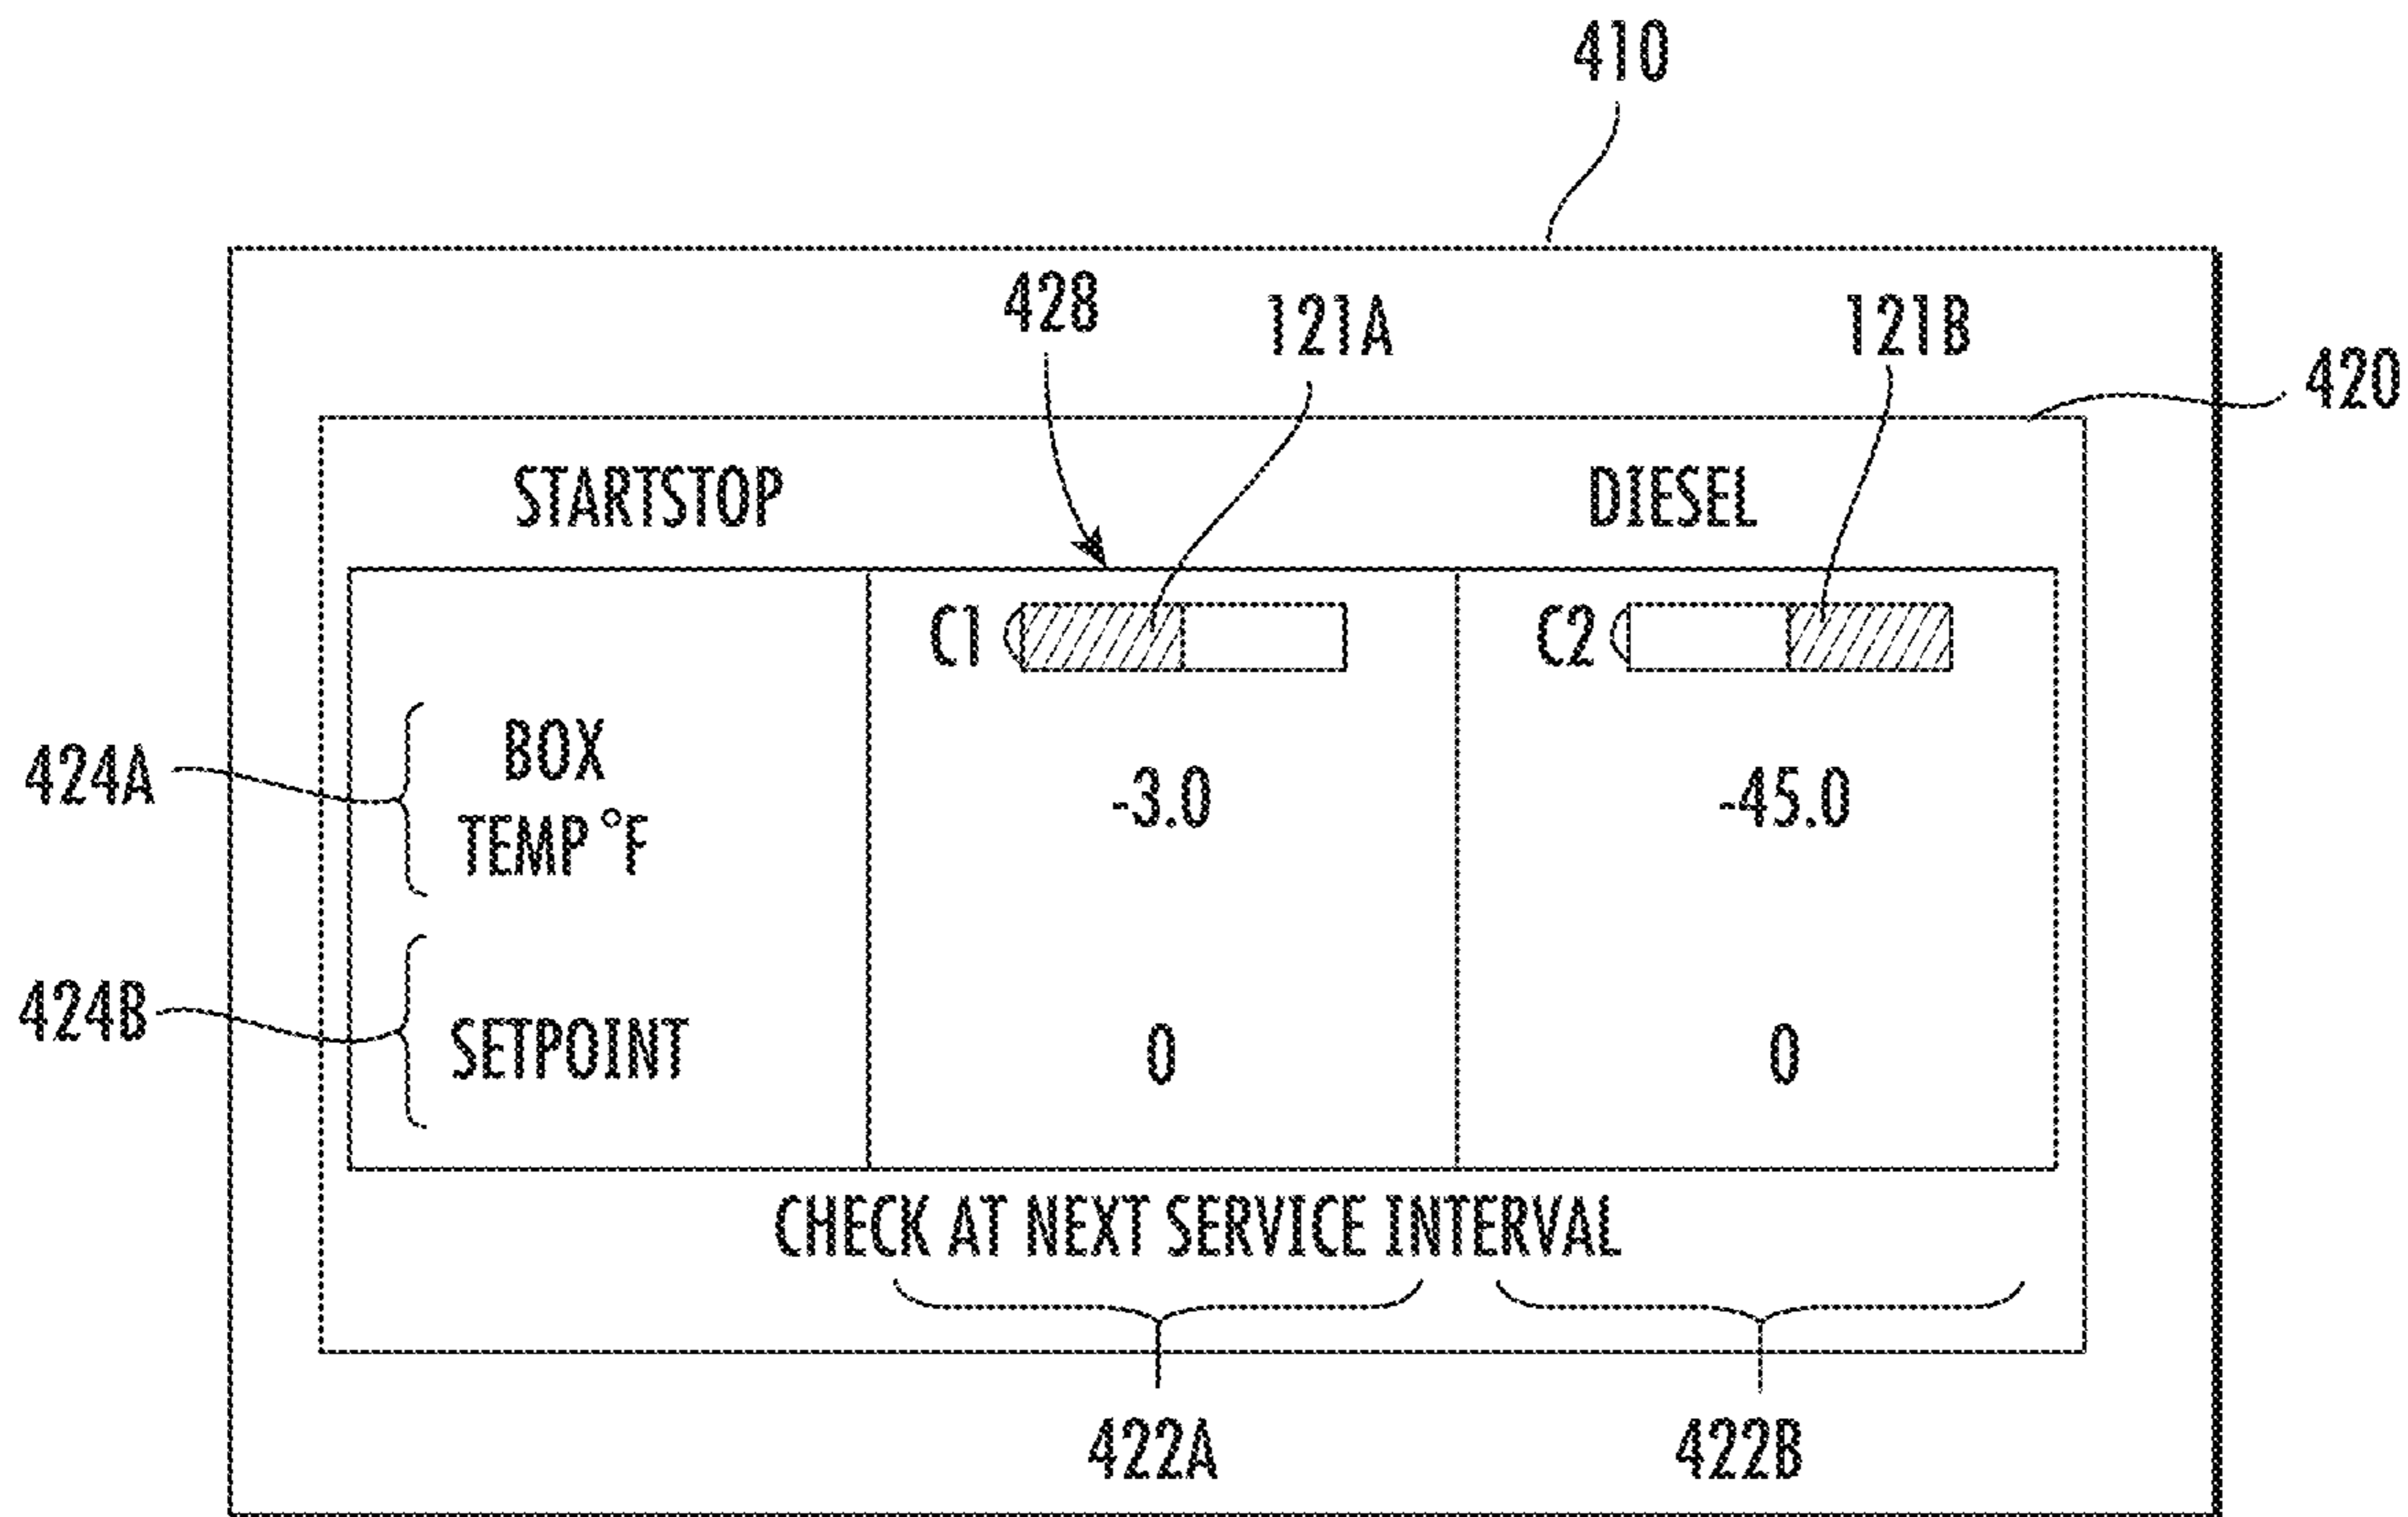 410
428 121A 121B
420
STARTSTOP DIESEL
C1 C2
424A BOX
TEMP °F -3.0 -45.0
424B SETPOINT 0 0
CHECK AT NEXT SERVICE INTERVAL
422A 422B